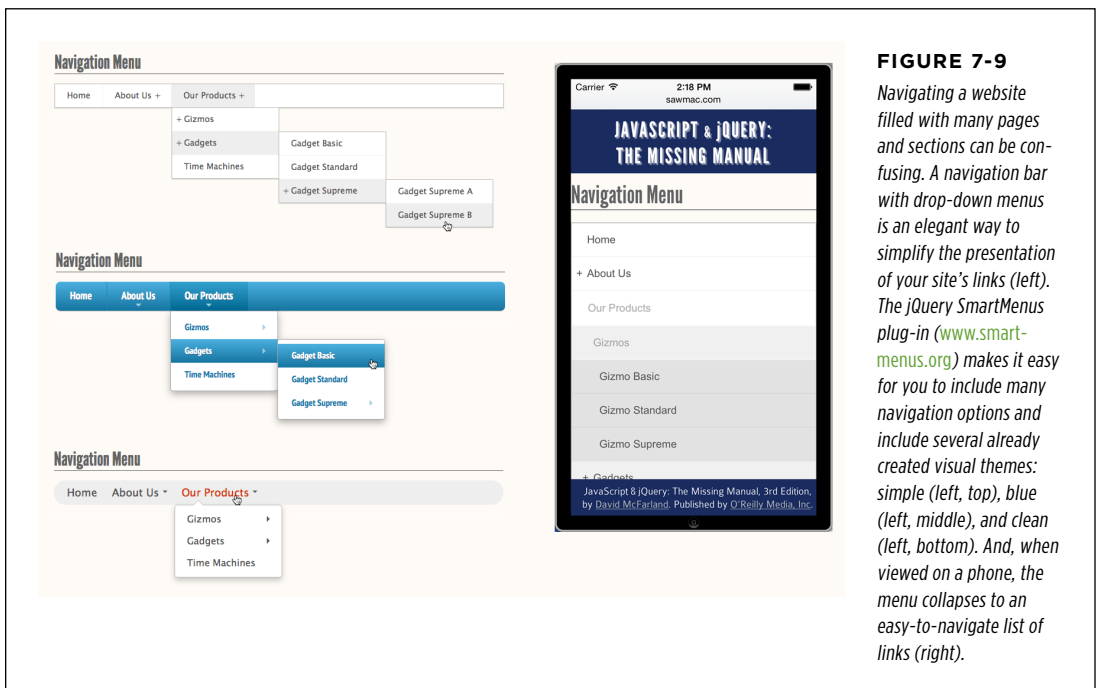 Navigation Menu
Home About Us + Our Products +
+ Gizmos
+ Gadgets
Time Machines
Gadget Basic
Gadget Standard
+ Gadget Supreme
Gadget Supreme A
Gadget Supreme B
Navigation Menu
Home About Us Our Products
Gizmos
Gadgets
Time Machines
Gadget Basic
Gadget Standard
Gadget Supreme
Navigation Menu
Home About Us Our Products
Gizmos
Gadgets
Time Machines
Carrier 2:18 PM
sawmac.com
JAVASCRIPT & jQUERY:
THE MISSING MANUAL
Navigation Menu
Home
+ About Us
Our Products
Gizmos
Gizmo Basic
Gizmo Standard
Gizmo Supreme
+ Gadgets
JavaScript & jQuery: The Missing Manual, 3rd Edition,
by David McFarland. Published by O'Reilly Media, Inc.
FIGURE 7-9
Navigating a website
filled with many pages
and sections can be con-
fusing. A navigation bar
with drop-down menus
is an elegant way to
simplify the presentation
of your site's links (left).
The jQuery SmartMenus
plug-in (www.smart-
menus.org) makes it easy
for you to include many
navigation options and
include several already
created visual themes:
simple (left, top), blue
(left, middle), and clean
(left, bottom). And, when
viewed on a phone, the
menu collapses to an
easy-to-navigate list of
links (right).